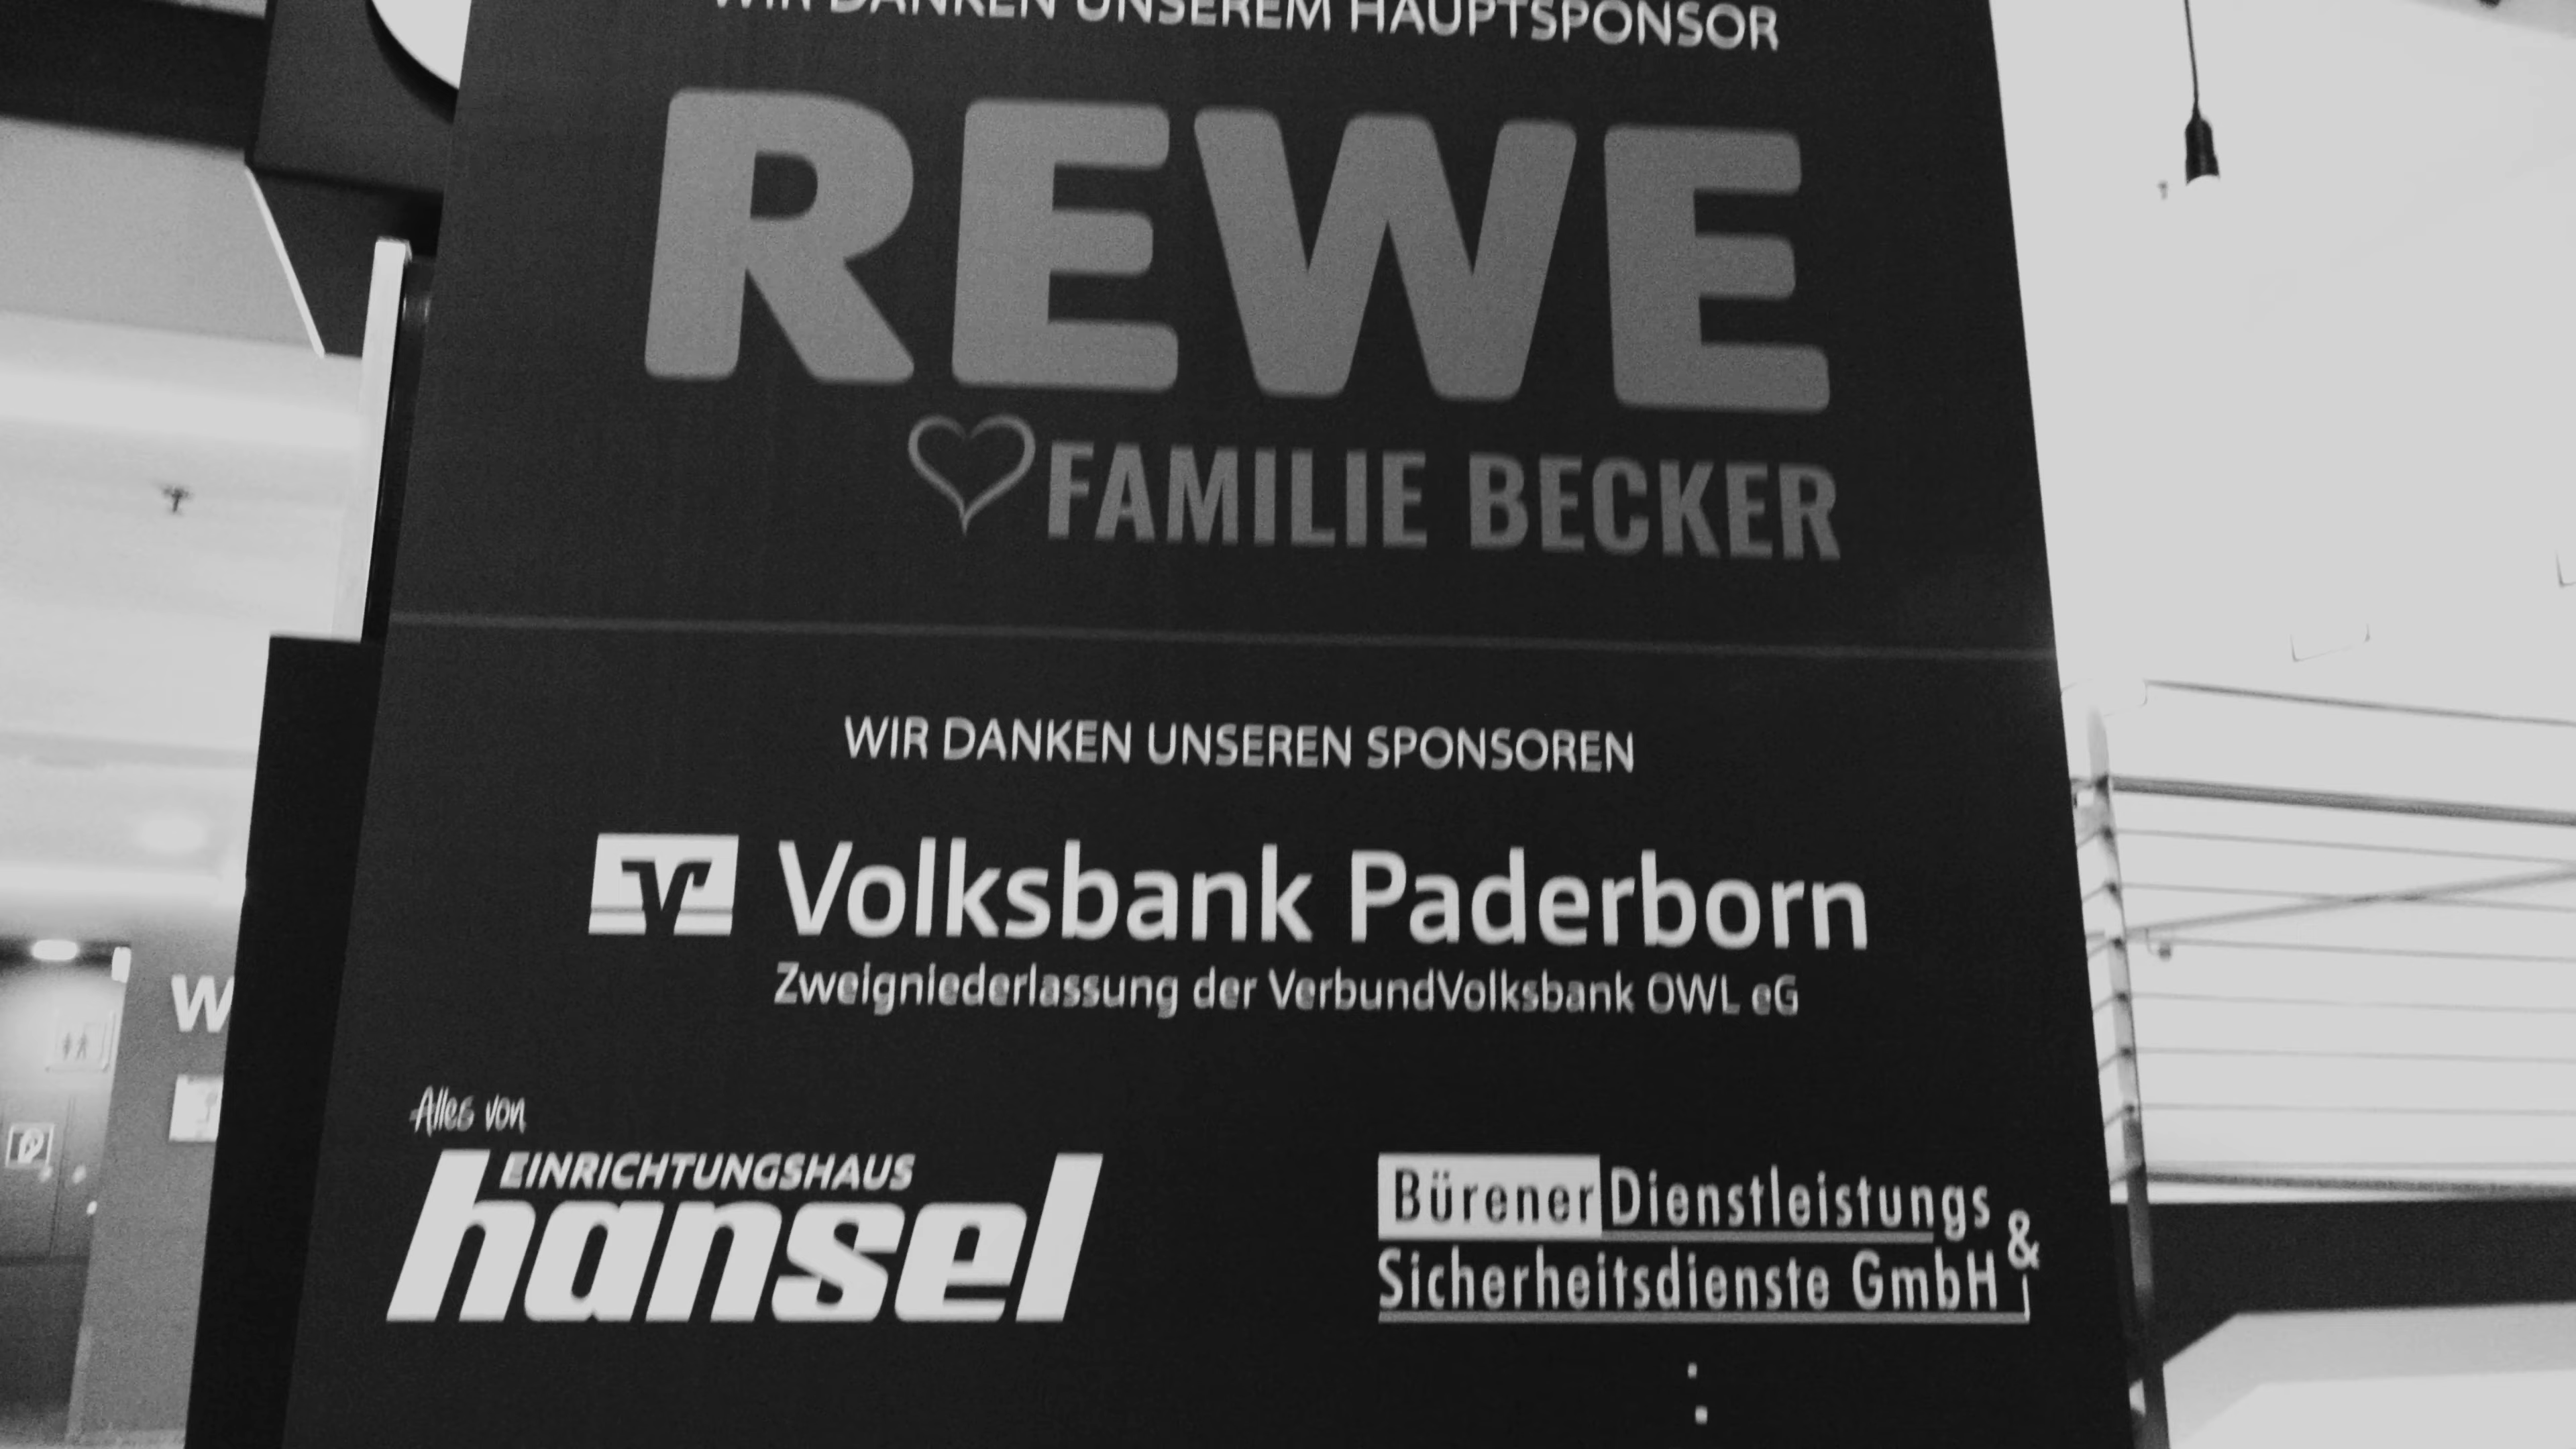 WIR DANKEN UNSEREM HAUPTSPONSOR
REWE
FAMILIE BECKER
WIR DANKEN UNSEREN SPONSOREN
Volksbank Paderborn
Zweigniederlassung der VerbundVolksbank OWL eG
Alles von
EINRICHTUNGSHAUS
hansel
Bürener Dienstleistungs &
Sicherheitsdienste GmbH
W